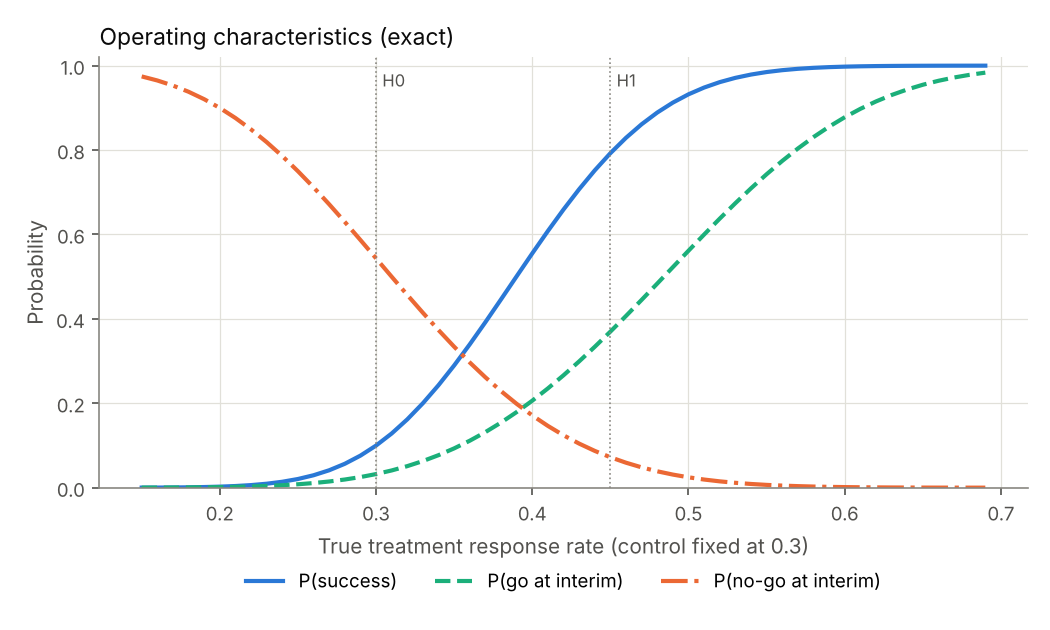 Operating characteristics (exact)
1.0
0.8
0.6
0.4
0.2
0.0
Probability
H0
H1
0.2
0.3
0.4
0.5
0.6
0.7
True treatment response rate (control fixed at 0.3)
P(success)
P(go at interim)
P(no-go at interim)